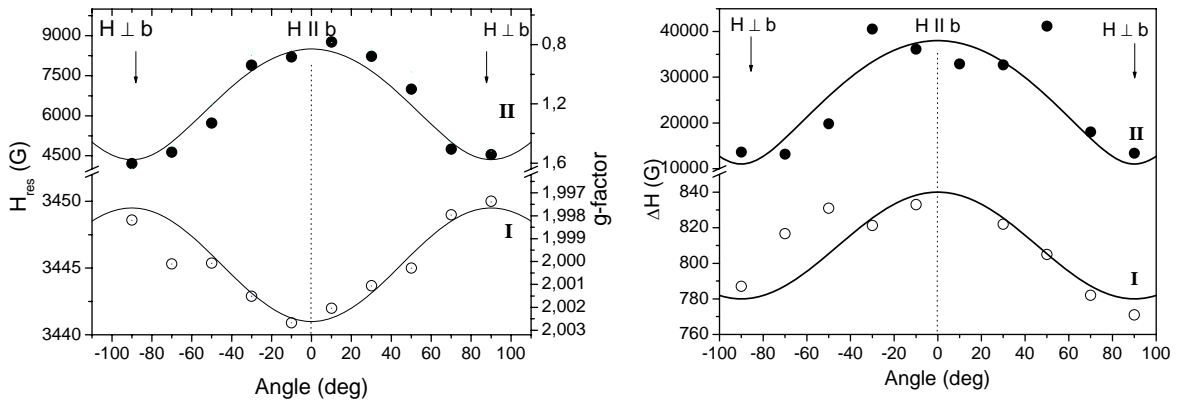 H ⊥ b
H II b
H ⊥ b
9000
7500
6000
4500
3450
3445
3440
H_res (G)
0,8
1,2
1,6
1,997
1,998
1,999
2,000
2,001
2,002
2,003
g-factor
II
I
-100 -80 -60 -40 -20 0 20 40 60 80 100
Angle (deg)
H ⊥ b
H II b
H ⊥ b
40000
30000
20000
10000
840
820
800
780
760
ΔH (G)
II
I
-100 -80 -60 -40 -20 0 20 40 60 80 100
Angle (deg)